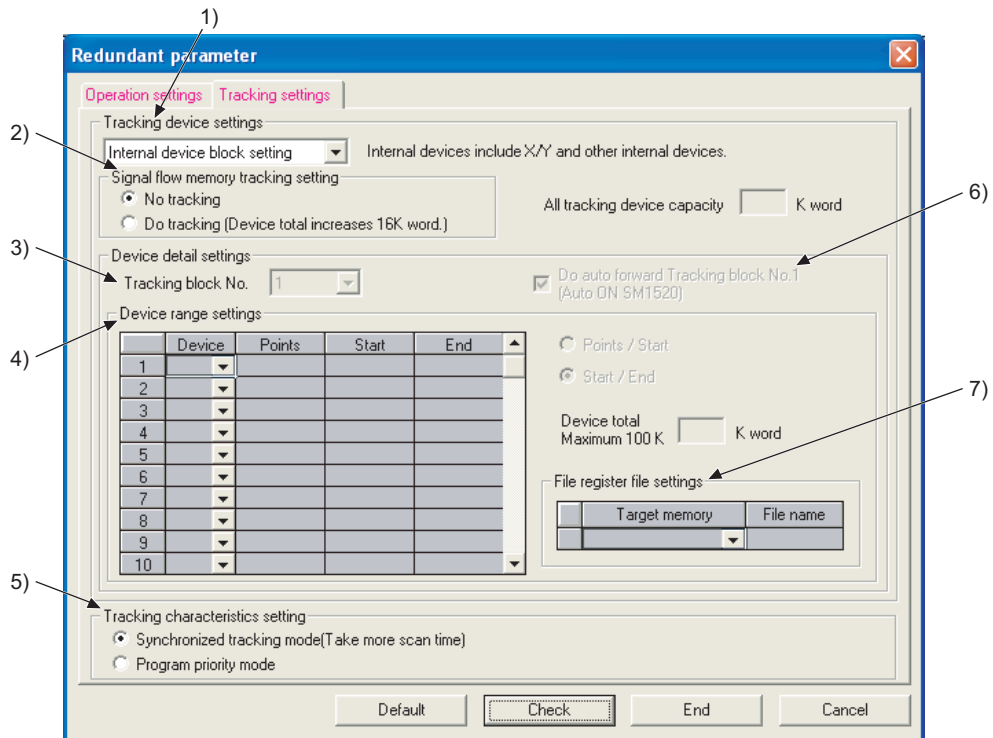 1)
Redundant parameter
Operation settings Tracking settings
Tracking device settings
2)
Internal device block setting
Internal devices include X/Y and other internal devices.
Signal flow memory tracking setting
No tracking
Do tracking (Device total increases 16K word.)
All tracking device capacity K word
6)
3)
Device detail settings
Tracking block No. 1
Do auto forward Tracking block No.1
(Auto ON SM1520)
4)
Device range settings
Device Points Start End
1
2
3
4
5
6
7
8
9
10
Points / Start
Start / End
7)
Device total
Maximum 100 K K word
File register file settings
Target memory File name
5)
Tracking characteristics setting
Synchronized tracking mode(Take more scan time)
Program priority mode
Default Check End Cancel